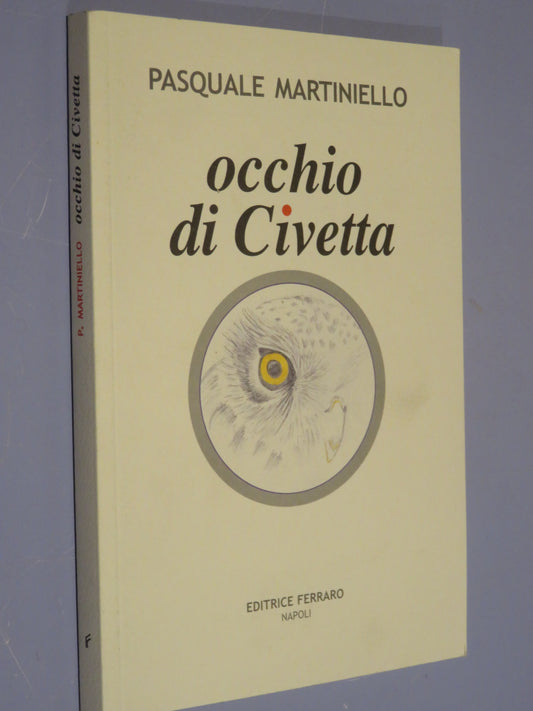 PASQUALE MARTINIELLO
occhio
di Civetta
EDITRICE FERRARO
NAPOLI
P. MARTINIELLO occhio di Civetta
F